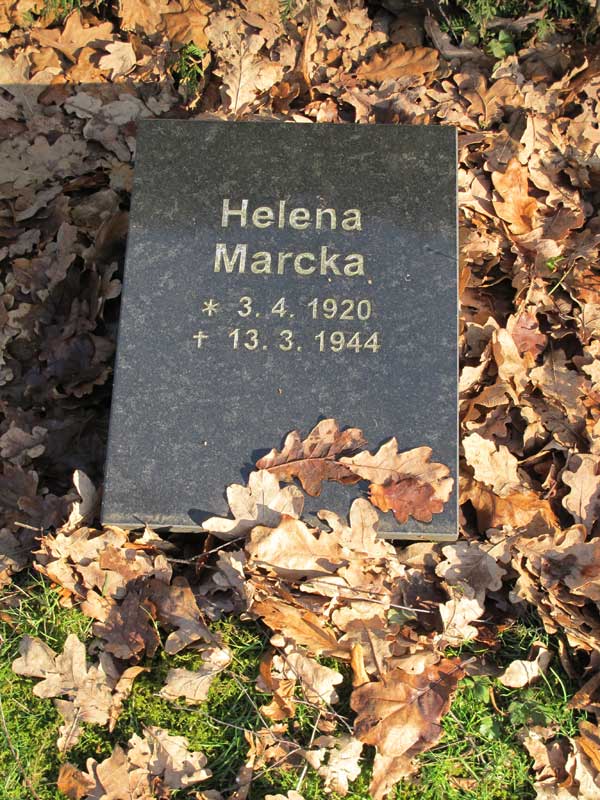 Helena
Marcka
* 3. 4. 1920
† 13. 3. 1944